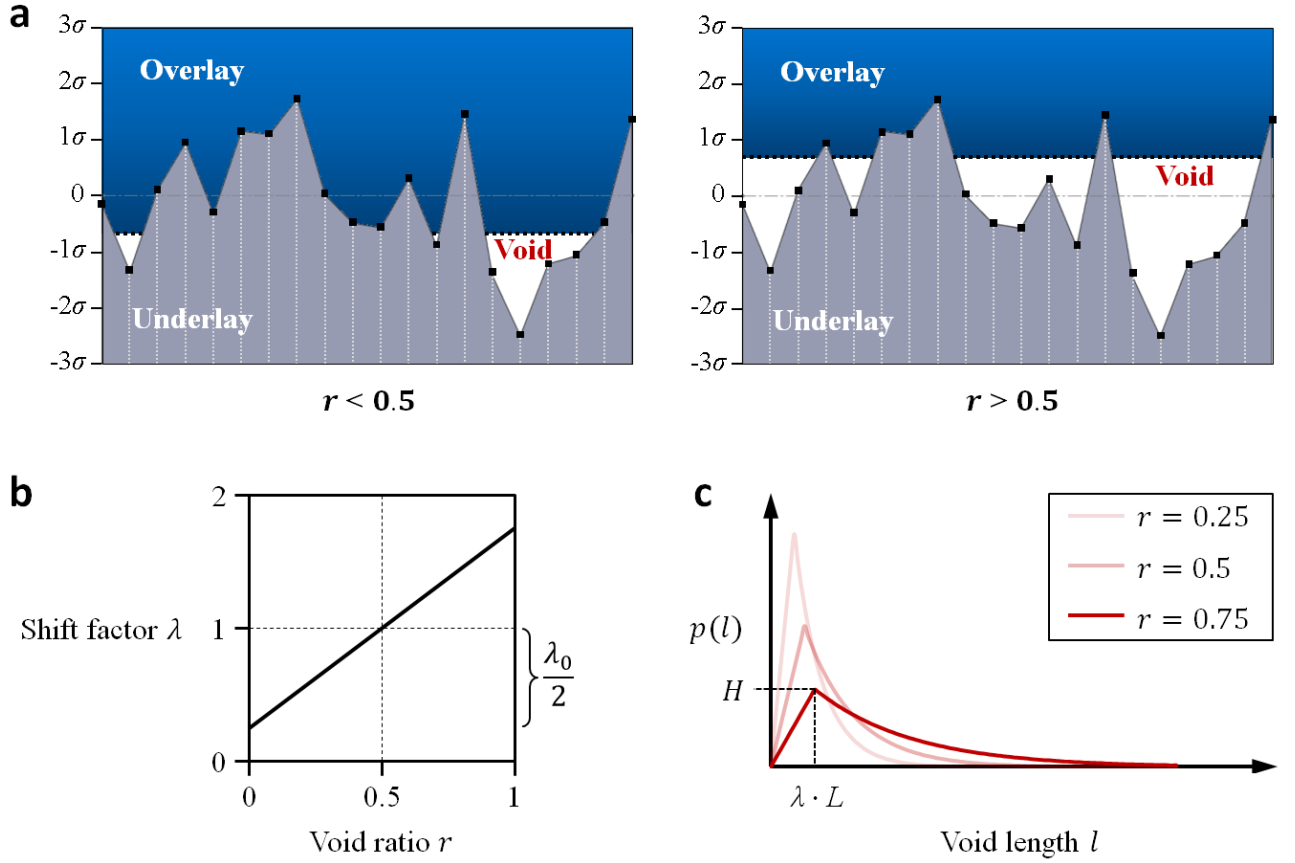 a
3σ
2σ
1σ
0
-1σ
-2σ
-3σ
Overlay
Void
Underlay
r < 0.5
3σ
2σ
1σ
0
-1σ
-2σ
-3σ
Overlay
Void
Underlay
r > 0.5
b
2
1
0
Shift factor λ
λ₀/2
0 0.5 1
Void ratio r
c
p(l)
H
λ · L
Void length l
r = 0.25
r = 0.5
r = 0.75